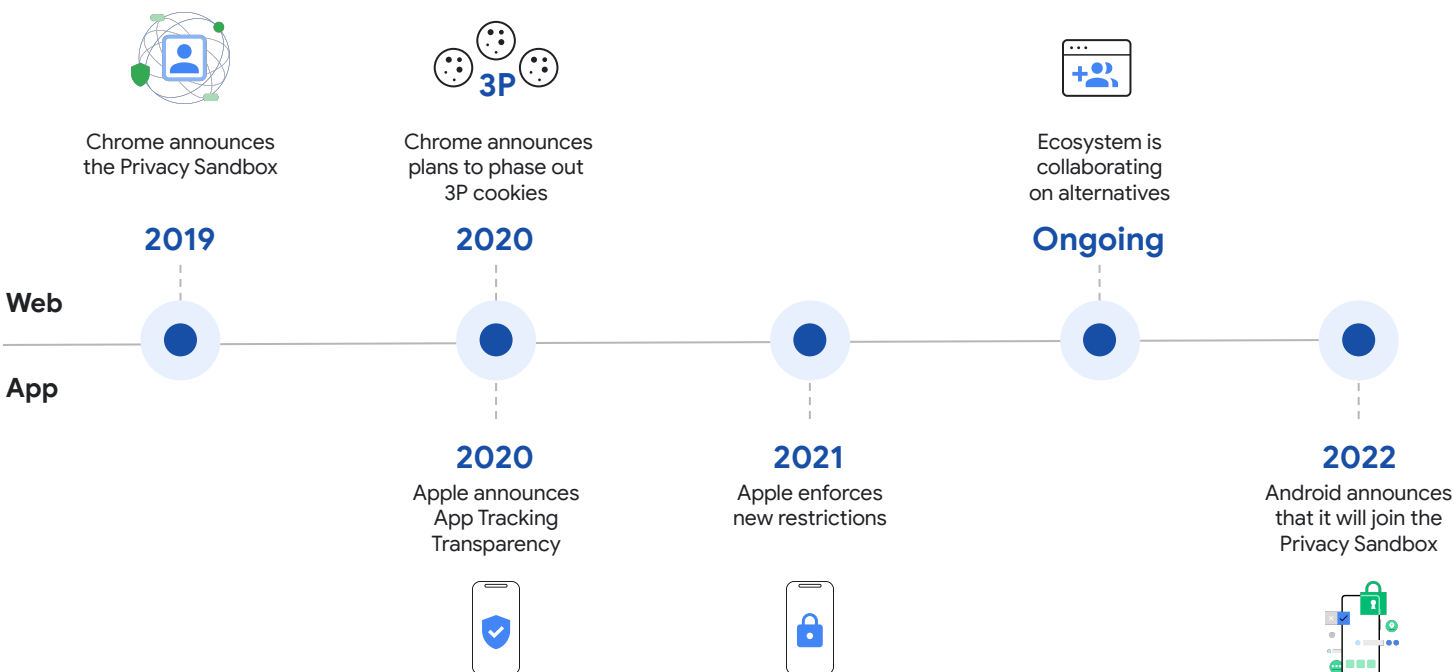 3P
Chrome announces
the Privacy Sandbox
Chrome announces
plans to phase out
3P cookies
Ecosystem is
collaborating
on alternatives
2019
2020
Ongoing
Web
App
2020
Apple announces
App Tracking
Transparency
2021
Apple enforces
new restrictions
2022
Android announces
that it will join the
Privacy Sandbox